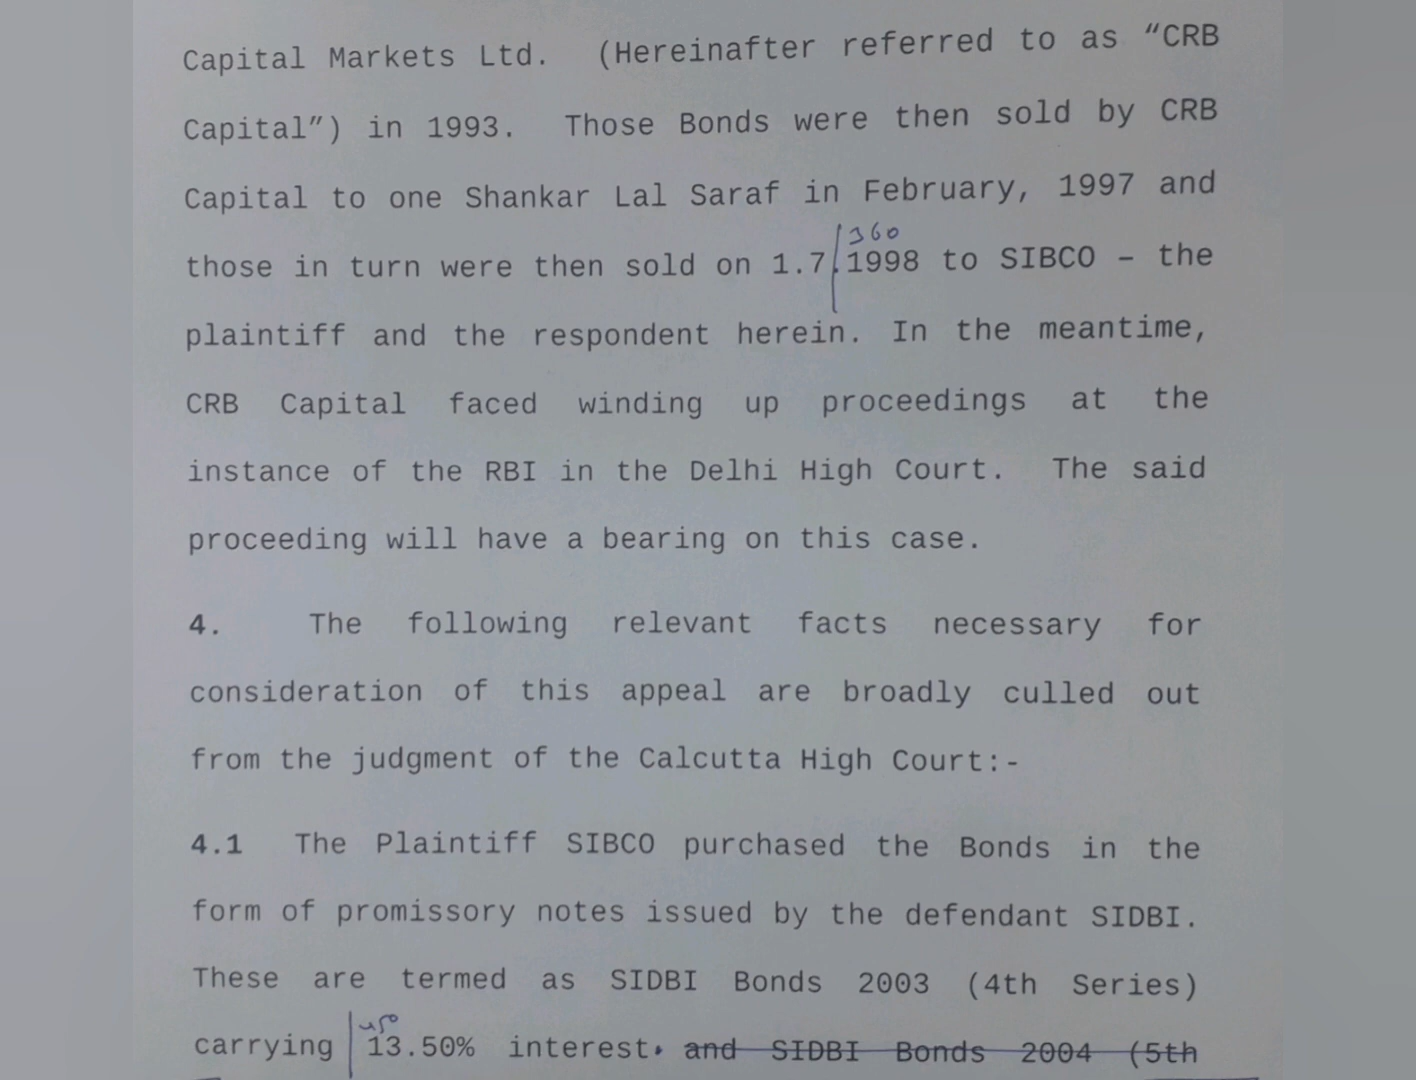 Capital Markets Ltd. (Hereinafter referred to as “CRB
Capital”) in 1993. Those Bonds were then sold by CRB
Capital to one Shankar Lal Saraf in February, 1997 and
360
those in turn were then sold on 1.7.1998 to SIBCO – the
plaintiff and the respondent herein. In the meantime,
CRB Capital faced winding up proceedings at the
instance of the RBI in the Delhi High Court. The said
proceeding will have a bearing on this case.
4. The following relevant facts necessary for
consideration of this appeal are broadly culled out
from the judgment of the Calcutta High Court:-
4.1 The Plaintiff SIBCO purchased the Bonds in the
form of promissory notes issued by the defendant SIDBI.
These are termed as SIDBI Bonds 2003 (4th Series)
carrying 13.50% interest. and SIDBI Bonds 2004 (5th